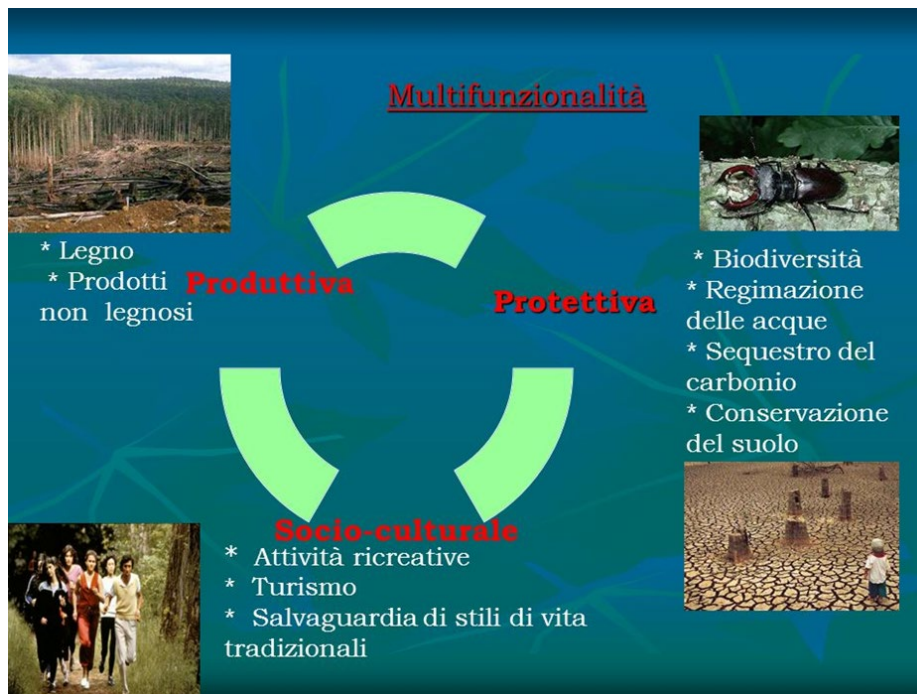 Multifunzionalità
* Legno
* Prodotti
non legnosi
Produttiva
Protettiva
* Biodiversità
* Regimazione
delle acque
* Sequestro del
carbonio
* Conservazione
del suolo
Socio-culturale
* Attività ricreative
* Turismo
* Salvaguardia di stili di vita
tradizionali